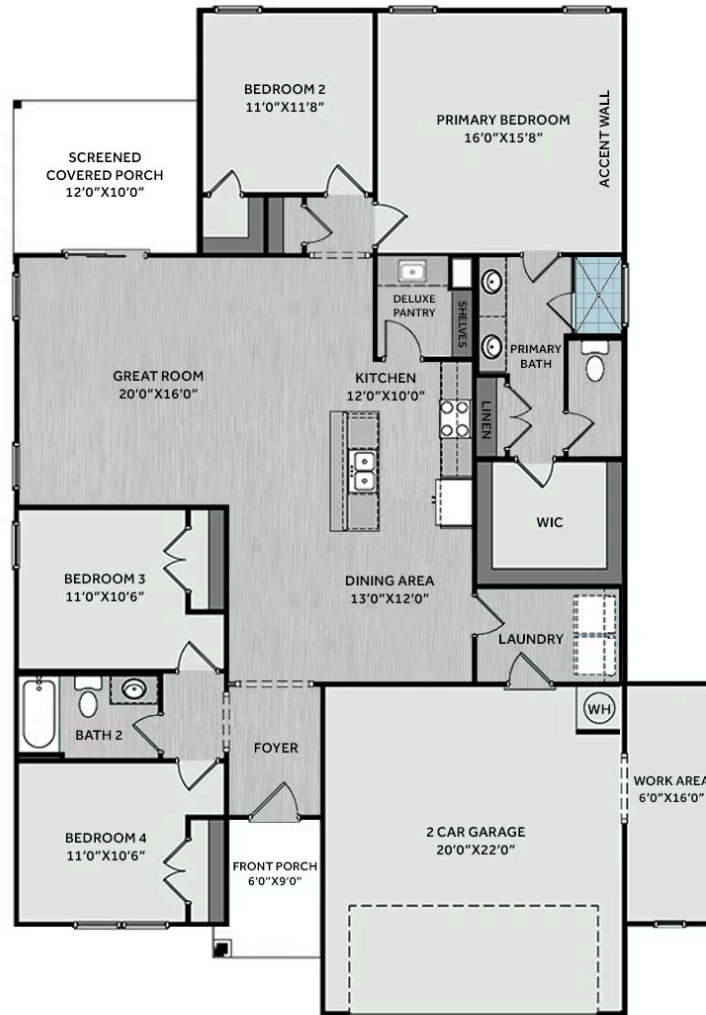 BEDROOM 2
11'0"X11'8"
PRIMARY BEDROOM
16'0"X15'8"
ACCENT WALL
SCREENED
COVERED PORCH
12'0"X10'0"
DELUXE
PANTRY
SHELVES
PRIMARY
BATH
GREAT ROOM
20'0"X16'0"
KITCHEN
12'0"X10'0"
LINEN
WIC
BEDROOM 3
11'0"X10'6"
DINING AREA
13'0"X12'0"
LAUNDRY
BATH 2
FOYER
WH
WORK AREA
6'0"X16'0"
BEDROOM 4
11'0"X10'6"
2 CAR GARAGE
20'0"X22'0"
FRONT PORCH
6'0"X9'0"